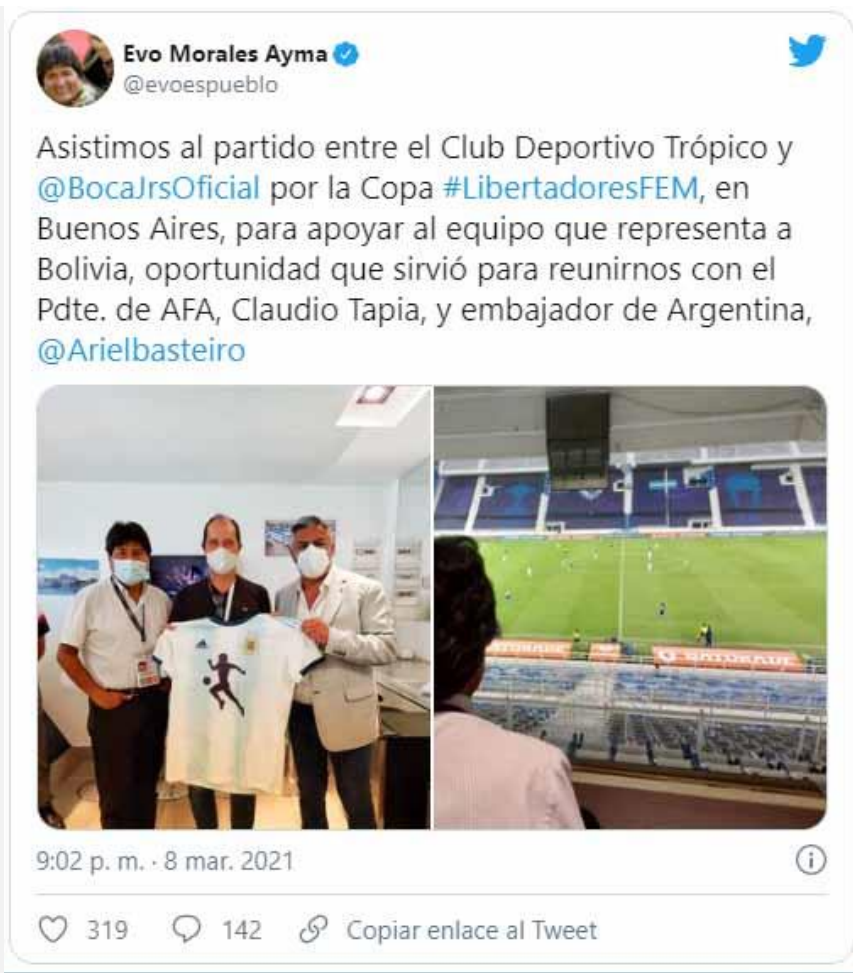 Evo Morales Ayma
@evoespueblo
Asistimos al partido entre el Club Deportivo Trópico y
@BocaJrsOficial por la Copa #LibertadoresFEM, en
Buenos Aires, para apoyar al equipo que representa a
Bolivia, oportunidad que sirvió para reunirnos con el
Pdte. de AFA, Claudio Tapia, y embajador de Argentina,
@Arielbasteiro
GATORADE
9:02 p. m. · 8 mar. 2021
319 142 Copiar enlace al Tweet